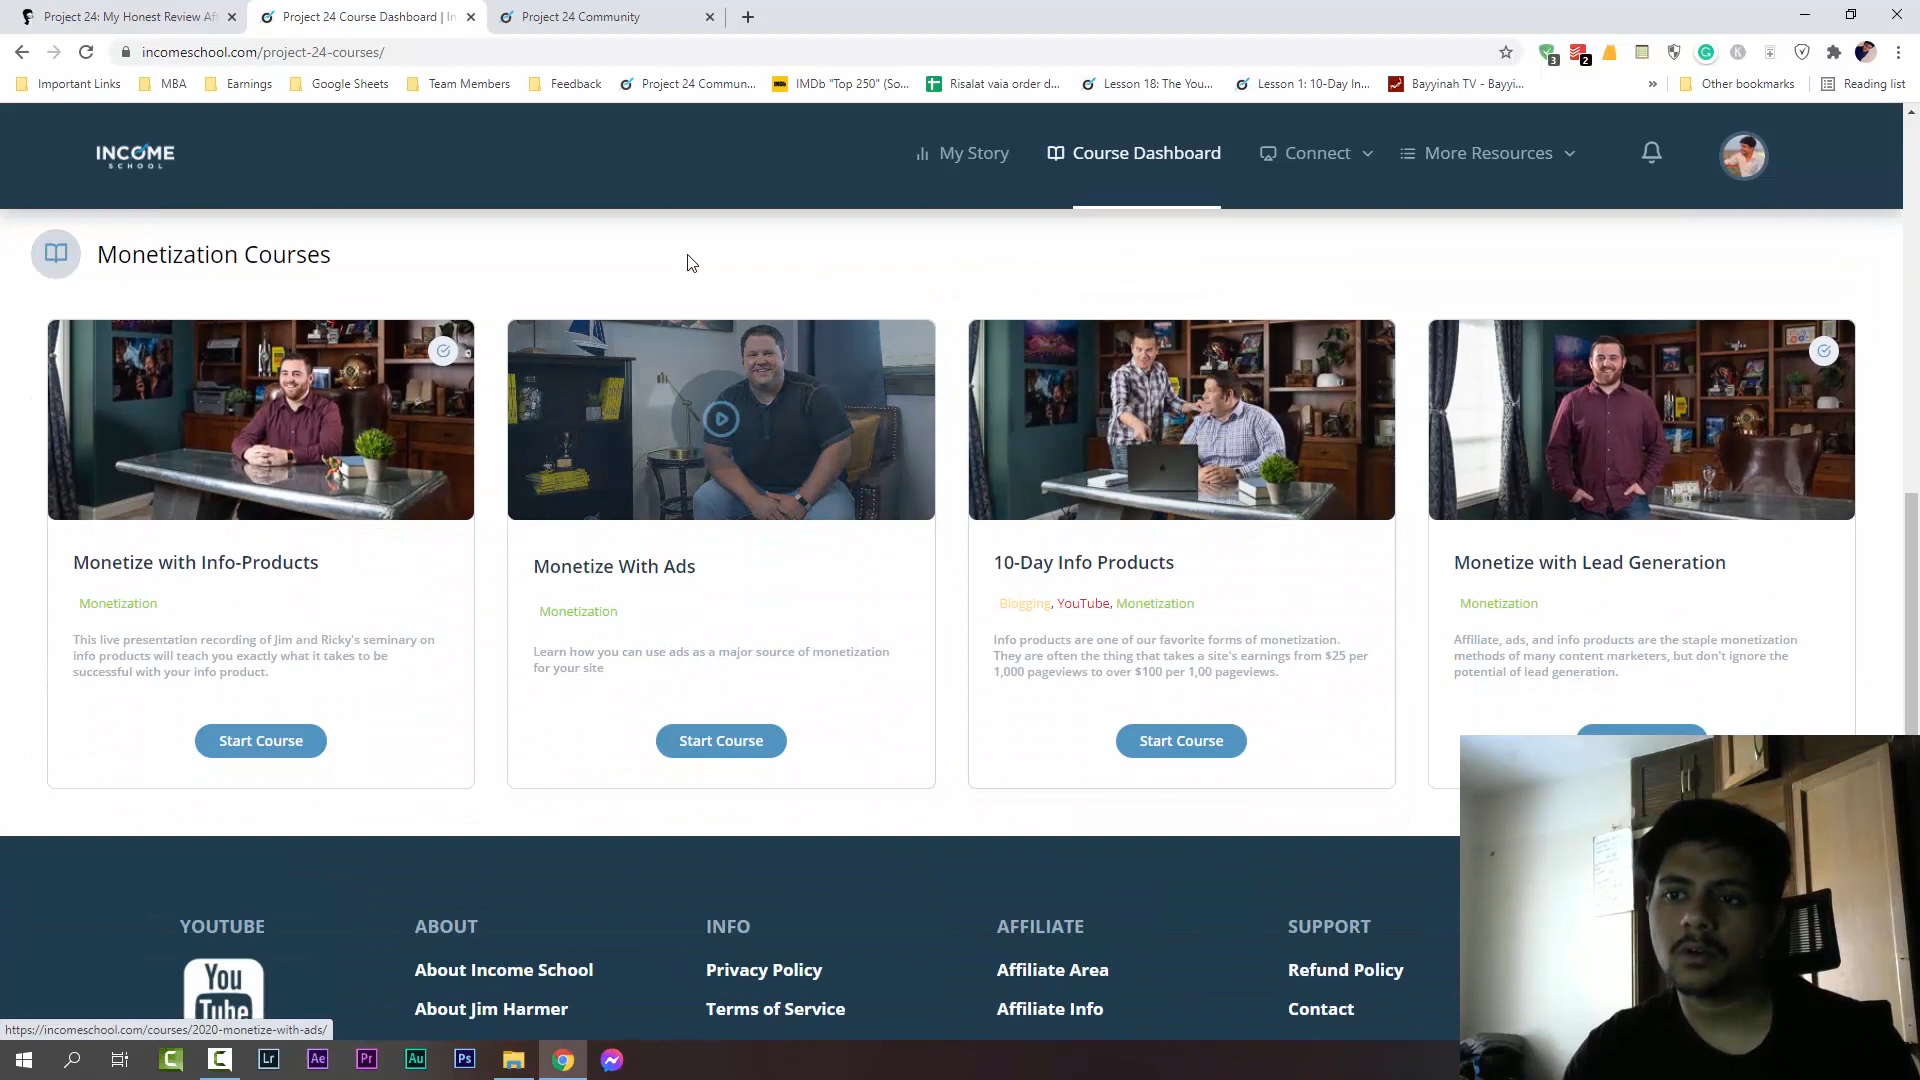 Project 24: My Honest Review Af
Project 24 Course Dashboard | In
Project 24 Community
incomeschool.com/project-24-courses/
3
2
Important Links
MBA
Earnings
Google Sheets
Team Members
Feedback
Project 24 Commun...
IMDb "Top 250" (So...
Risalat vaia order d...
Lesson 18: The You...
Lesson 1: 10-Day In...
Bayyinah TV - Bayyi...
Other bookmarks
Reading list
INCOME
SCHOOL
My Story
Course Dashboard
Connect
More Resources
Monetization Courses
Monetize with Info-Products
Monetization
This live presentation recording of Jim and Ricky's seminar on
info products will teach you exactly what it takes to be
successful with your info product.
Start Course
Monetize With Ads
Monetization
Learn how you can use ads as a major source of monetization
for your site
Start Course
10-Day Info Products
Blogging, YouTube, Monetization
Info products are one of our favorite forms of monetization.
They are often the thing that takes a site's earnings from $25 per
1,000 pageviews to over $100 per 1,00 pageviews.
Start Course
Monetize with Lead Generation
Monetization
Affiliate, ads, and info products are the staple monetization
methods of many content marketers, but don't ignore the
potential of lead generation.
YOUTUBE
You
Tube
ABOUT
About Income School
About Jim Harmer
INFO
Privacy Policy
Terms of Service
AFFILIATE
Affiliate Area
Affiliate Info
SUPPORT
Refund Policy
Contact
https://incomeschool.com/courses/2020-monetize-with-ads/
Lr
Ae
Pr
Au
Ps